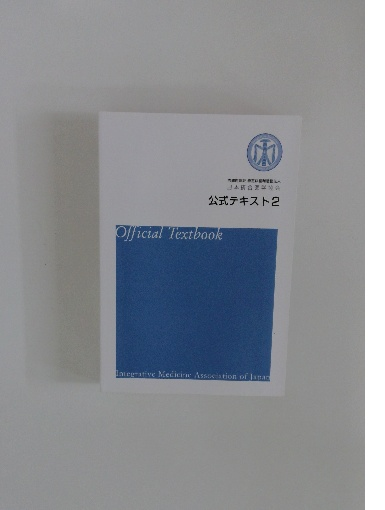 公式テキスト2
Official Textbook
Integrative Medicine Association of Japan